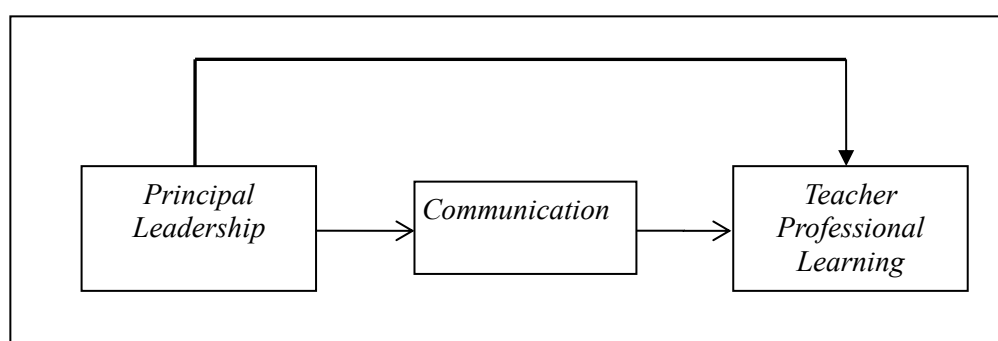 Principal
Leadership
Communication
Teacher
Professional
Learning